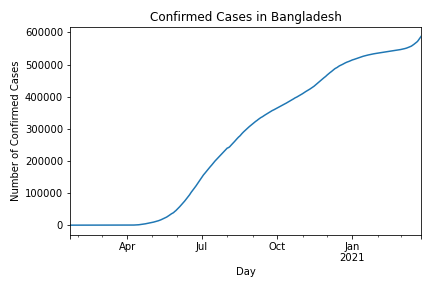 Confirmed Cases in Bangladesh
600000
500000
400000
300000
200000
100000
0
Number of Confirmed Cases
Apr
Jul
Oct
Jan
2021
Day